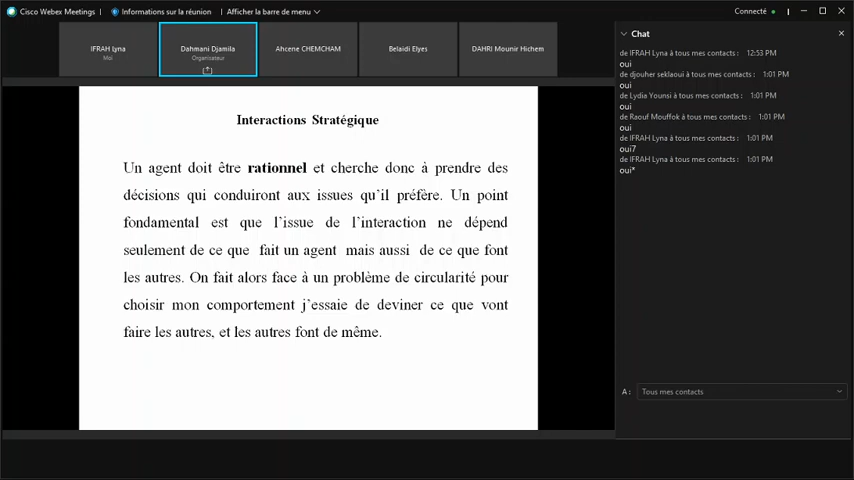 Cisco Webex Meetings
Informations sur la réunion
Afficher la barre de menu
Connecté
IFRAH Lyna
Moi
Dahmani Djamila
Organisateur
Ahcene CHEMCHAM
Belaidi Elyes
DAHRI Mounir Hichem
Interactions Stratégique
Un agent doit être rationnel et cherche donc à prendre des
décisions qui conduiront aux issues qu'il préfère. Un point
fondamental est que l'issue de l'interaction ne dépend
seulement de ce que fait un agent mais aussi de ce que font
les autres. On fait alors face à un problème de circularité pour
choisir mon comportement j'essaie de deviner ce que vont
faire les autres, et les autres font de même.
Chat
de IFRAH Lyna à tous mes contacts : 12:53 PM
oui
de djouher seklaoui à tous mes contacts : 1:01 PM
oui
de Lydia Younsi à tous mes contacts : 1:01 PM
oui
de Raouf Mouffok à tous mes contacts : 1:01 PM
oui
de IFRAH Lyna à tous mes contacts : 1:01 PM
oui7
de IFRAH Lyna à tous mes contacts : 1:01 PM
oui*
A : Tous mes contacts